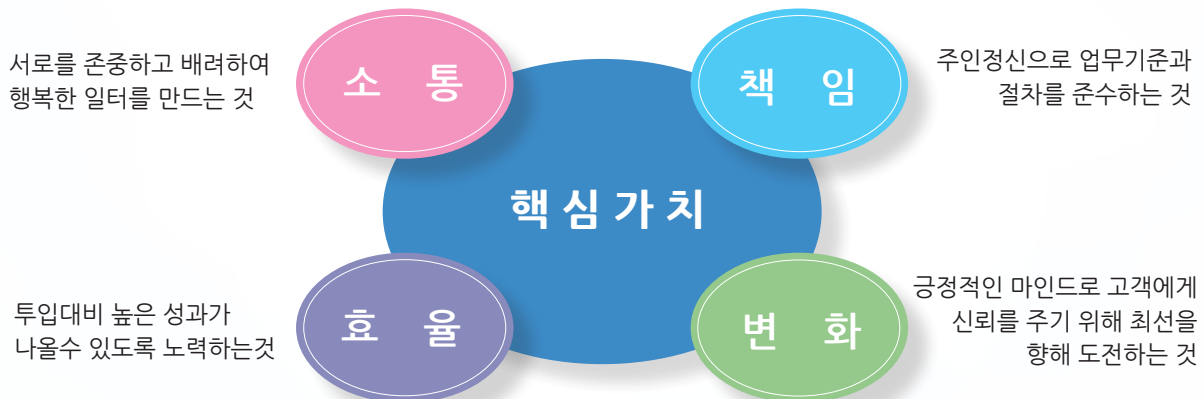 서로를 존중하고 배려하여
행복한 일터를 만드는 것
소 통
책 임
주인정신으로 업무기준과
절차를 준수하는 것
핵심가치
투입대비 높은 성과가
나올수 있도록 노력하는것
효 율
변 화
긍정적인 마인드로 고객에게
신뢰를 주기 위해 최선을
향해 도전하는 것